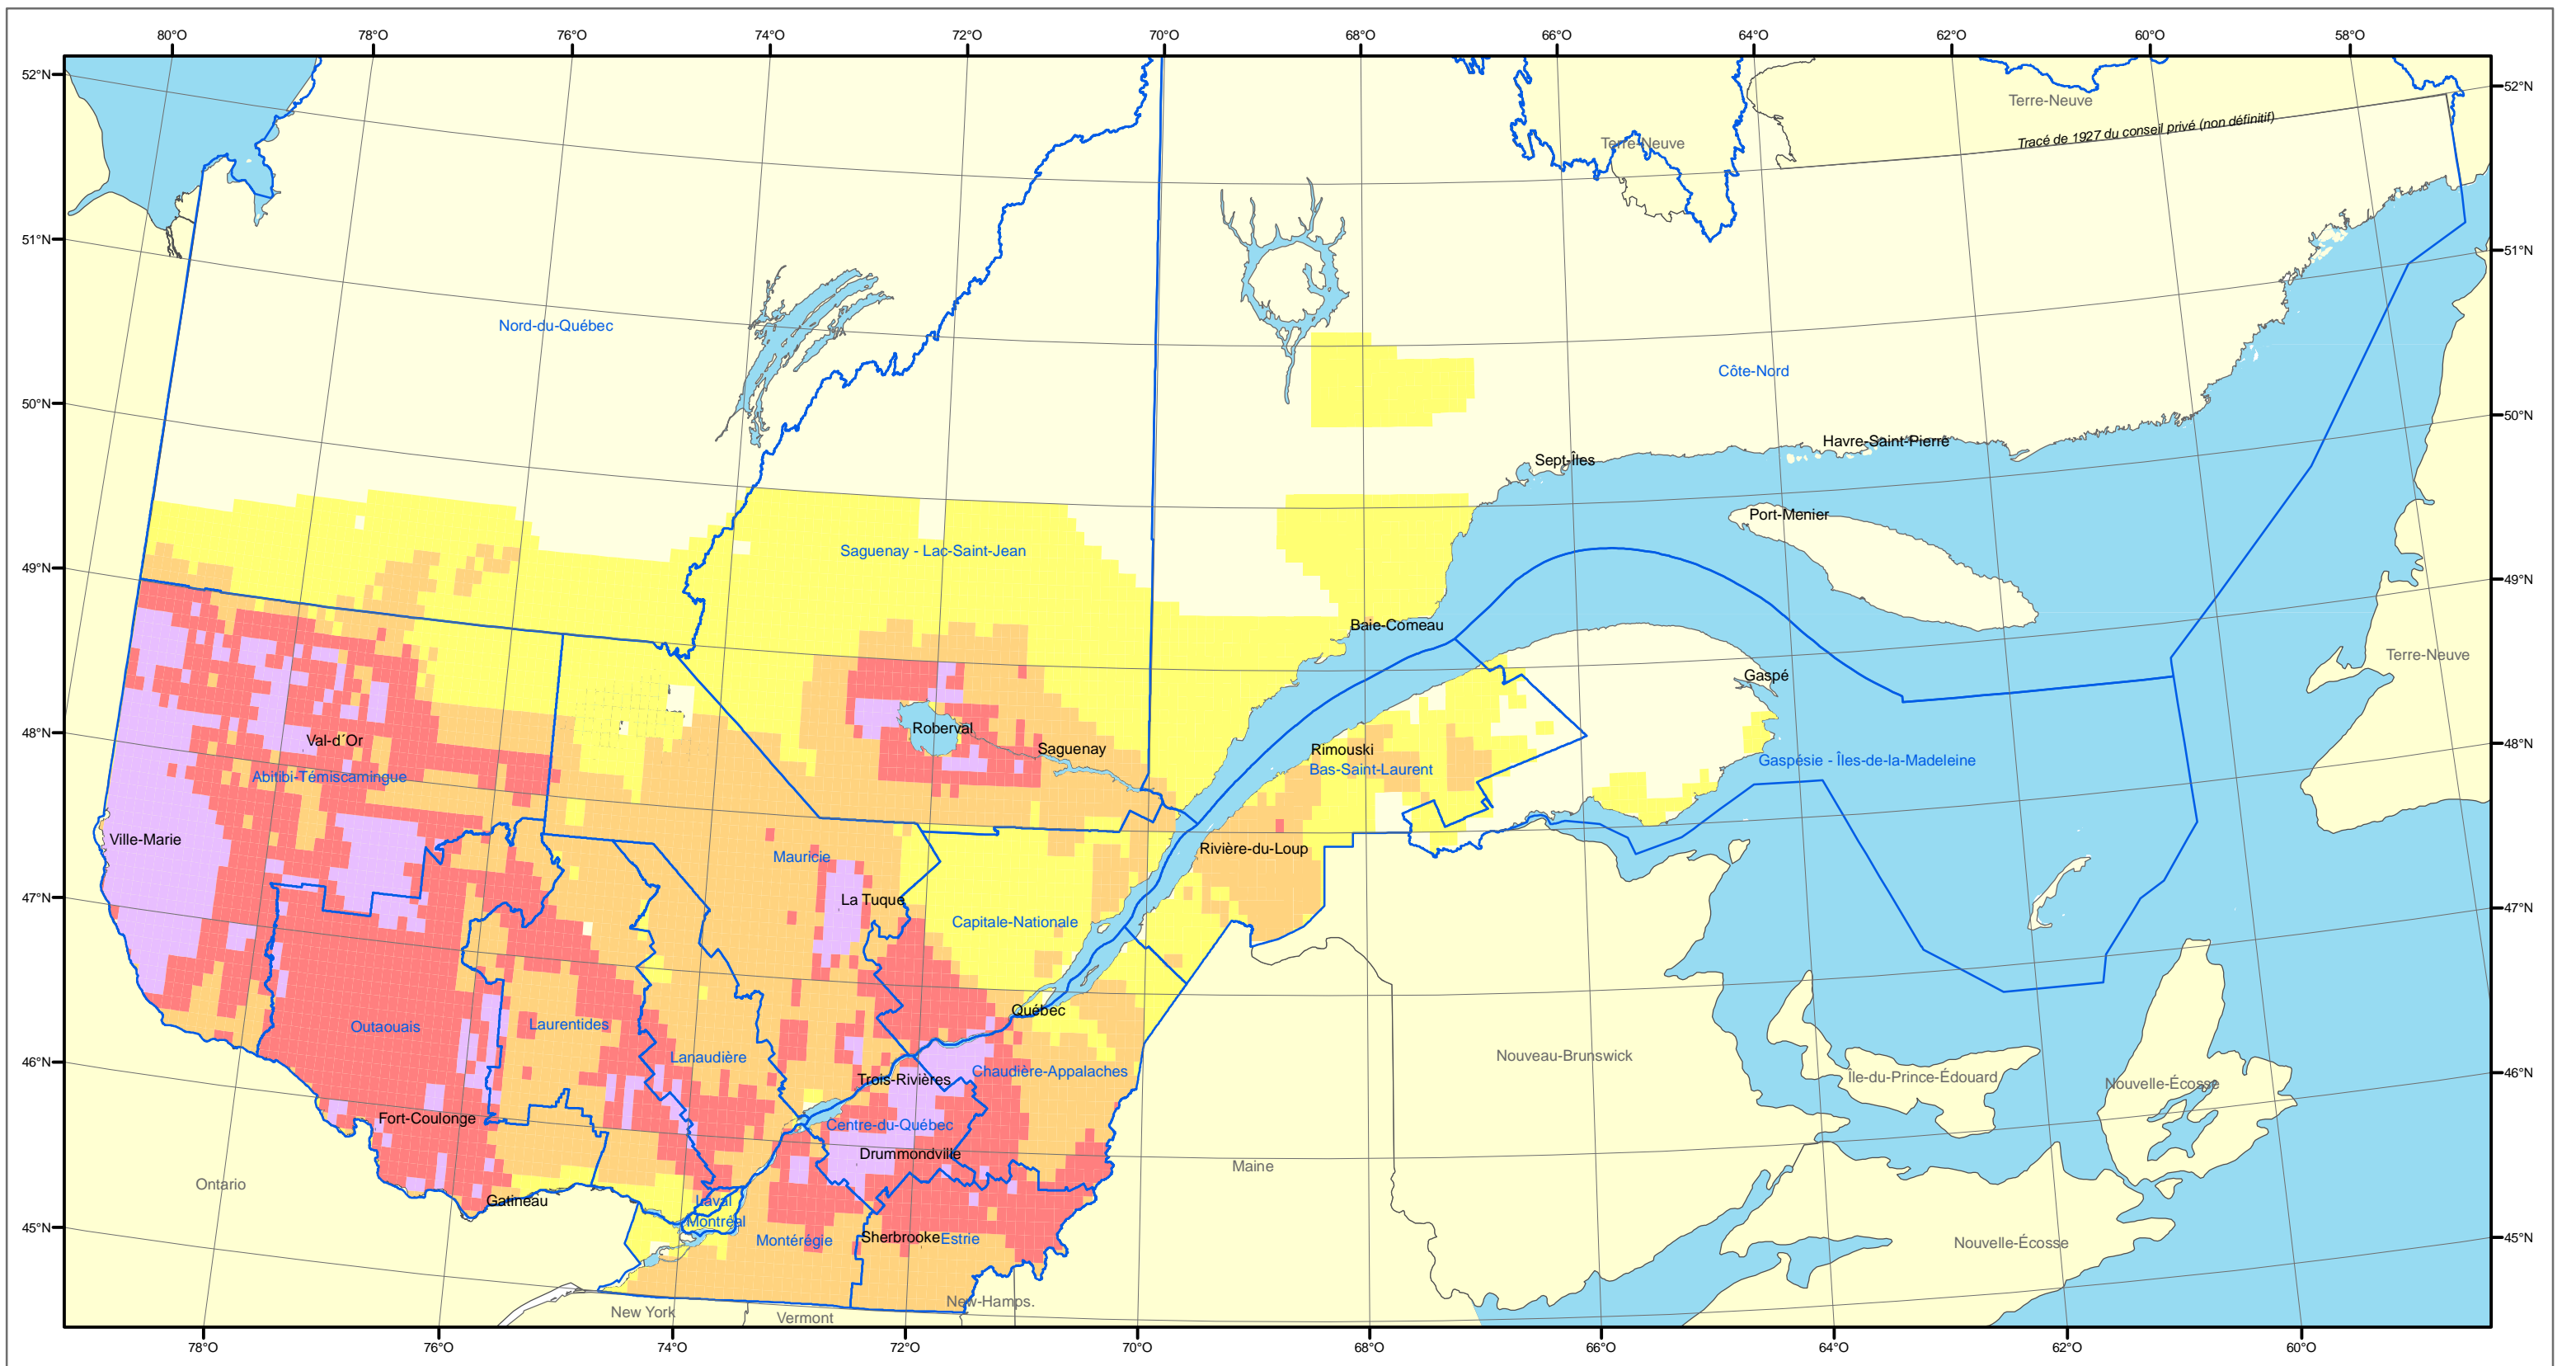 80°O 78°O 76°O 74°O 72°O 70°O 68°O 66°O 64°O 62°O 60°O 58°O
52°N 52°N
Terre-Neuve
Tracé de 1927 du conseil privé (non définitif)
Terre-Neuve
51°N 51°N
Nord-du-Québec
Côte-Nord
50°N 50°N
Havre-Saint-Pierre
Sept-Îles
Port-Menier
Saguenay - Lac-Saint-Jean
49°N 49°N
Baie-Comeau
Terre-Neuve
Gaspé
Roberval
48°N 48°N
Val-d´Or
Saguenay
Rimouski
Gaspésie - Îles-de-la-Madeleine
Bas-Saint-Laurent
Abitibi-Témiscamingue
Ville-Marie
Rivière-du-Loup
Mauricie
47°N 47°N
La Tuque
Capitale-Nationale
Québec
Outaouais
Laurentides
Lanaudière
Nouveau-Brunswick
46°N 46°N
Chaudière-Appalaches
Trois-Rivières
Île-du-Prince-Édouard
Nouvelle-Écosse
Fort-Coulonge
Centre-du-Québec
Drummondville
Maine
Ontario
Gatineau
Laval
Montréal
45°N 45°N
Montérégie
Sherbrooke
Estrie
Nouvelle-Écosse
New-Hamps.
New York
Vermont
78°O 76°O 74°O 72°O 70°O 68°O 66°O 64°O 62°O 60°O